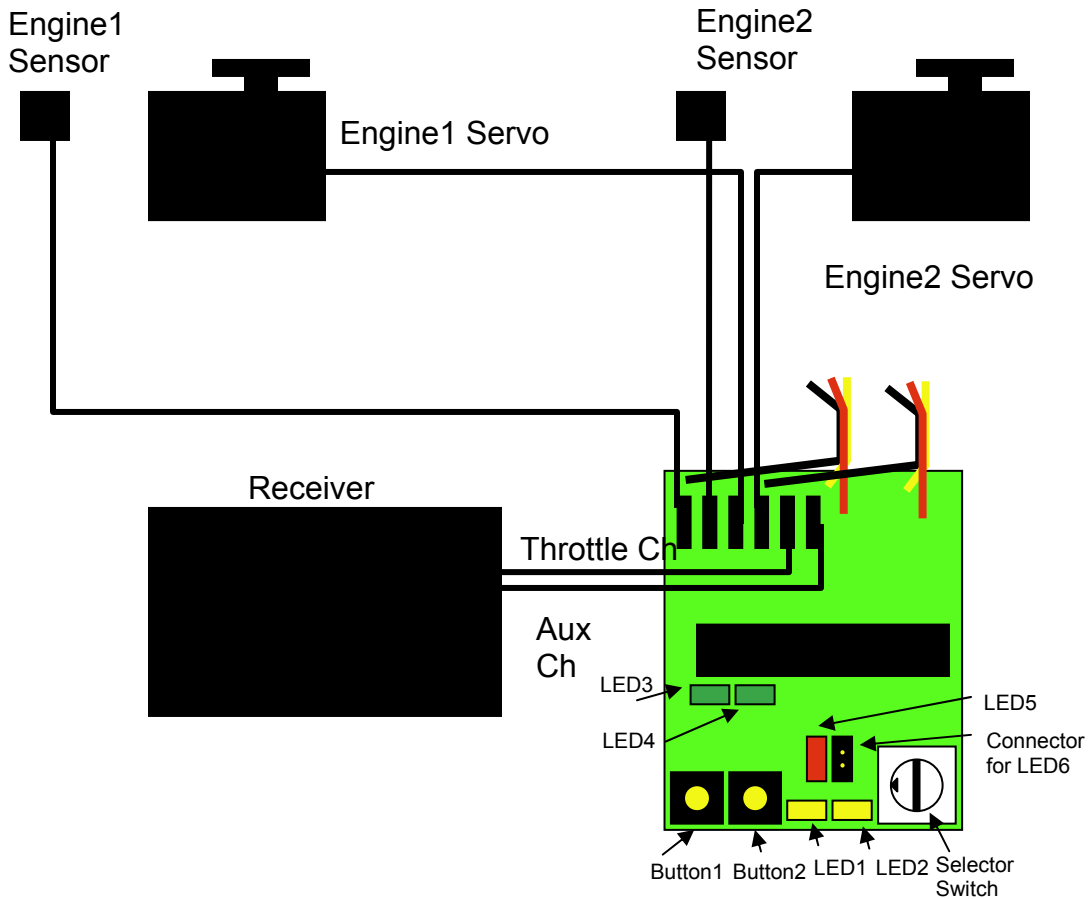 Engine1
Sensor
Engine2
Sensor
Engine1 Servo
Engine2 Servo
Receiver
Throttle Ch
Aux
Ch
LED3
LED4
LED5
Connector
for LED6
Button1
Button2
LED1
LED2
Selector
Switch